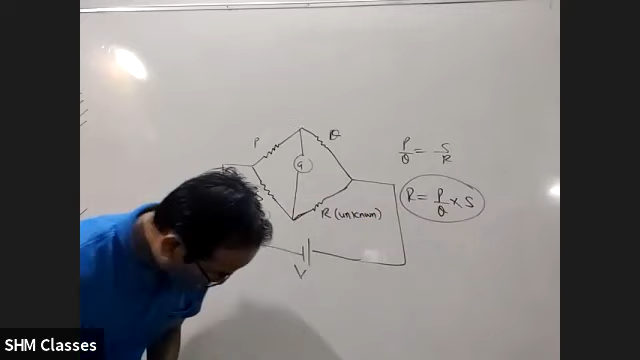 P
Q
G
R (unknown)
V
P/Q = S/R
R = P/Q × S
SHM Classes